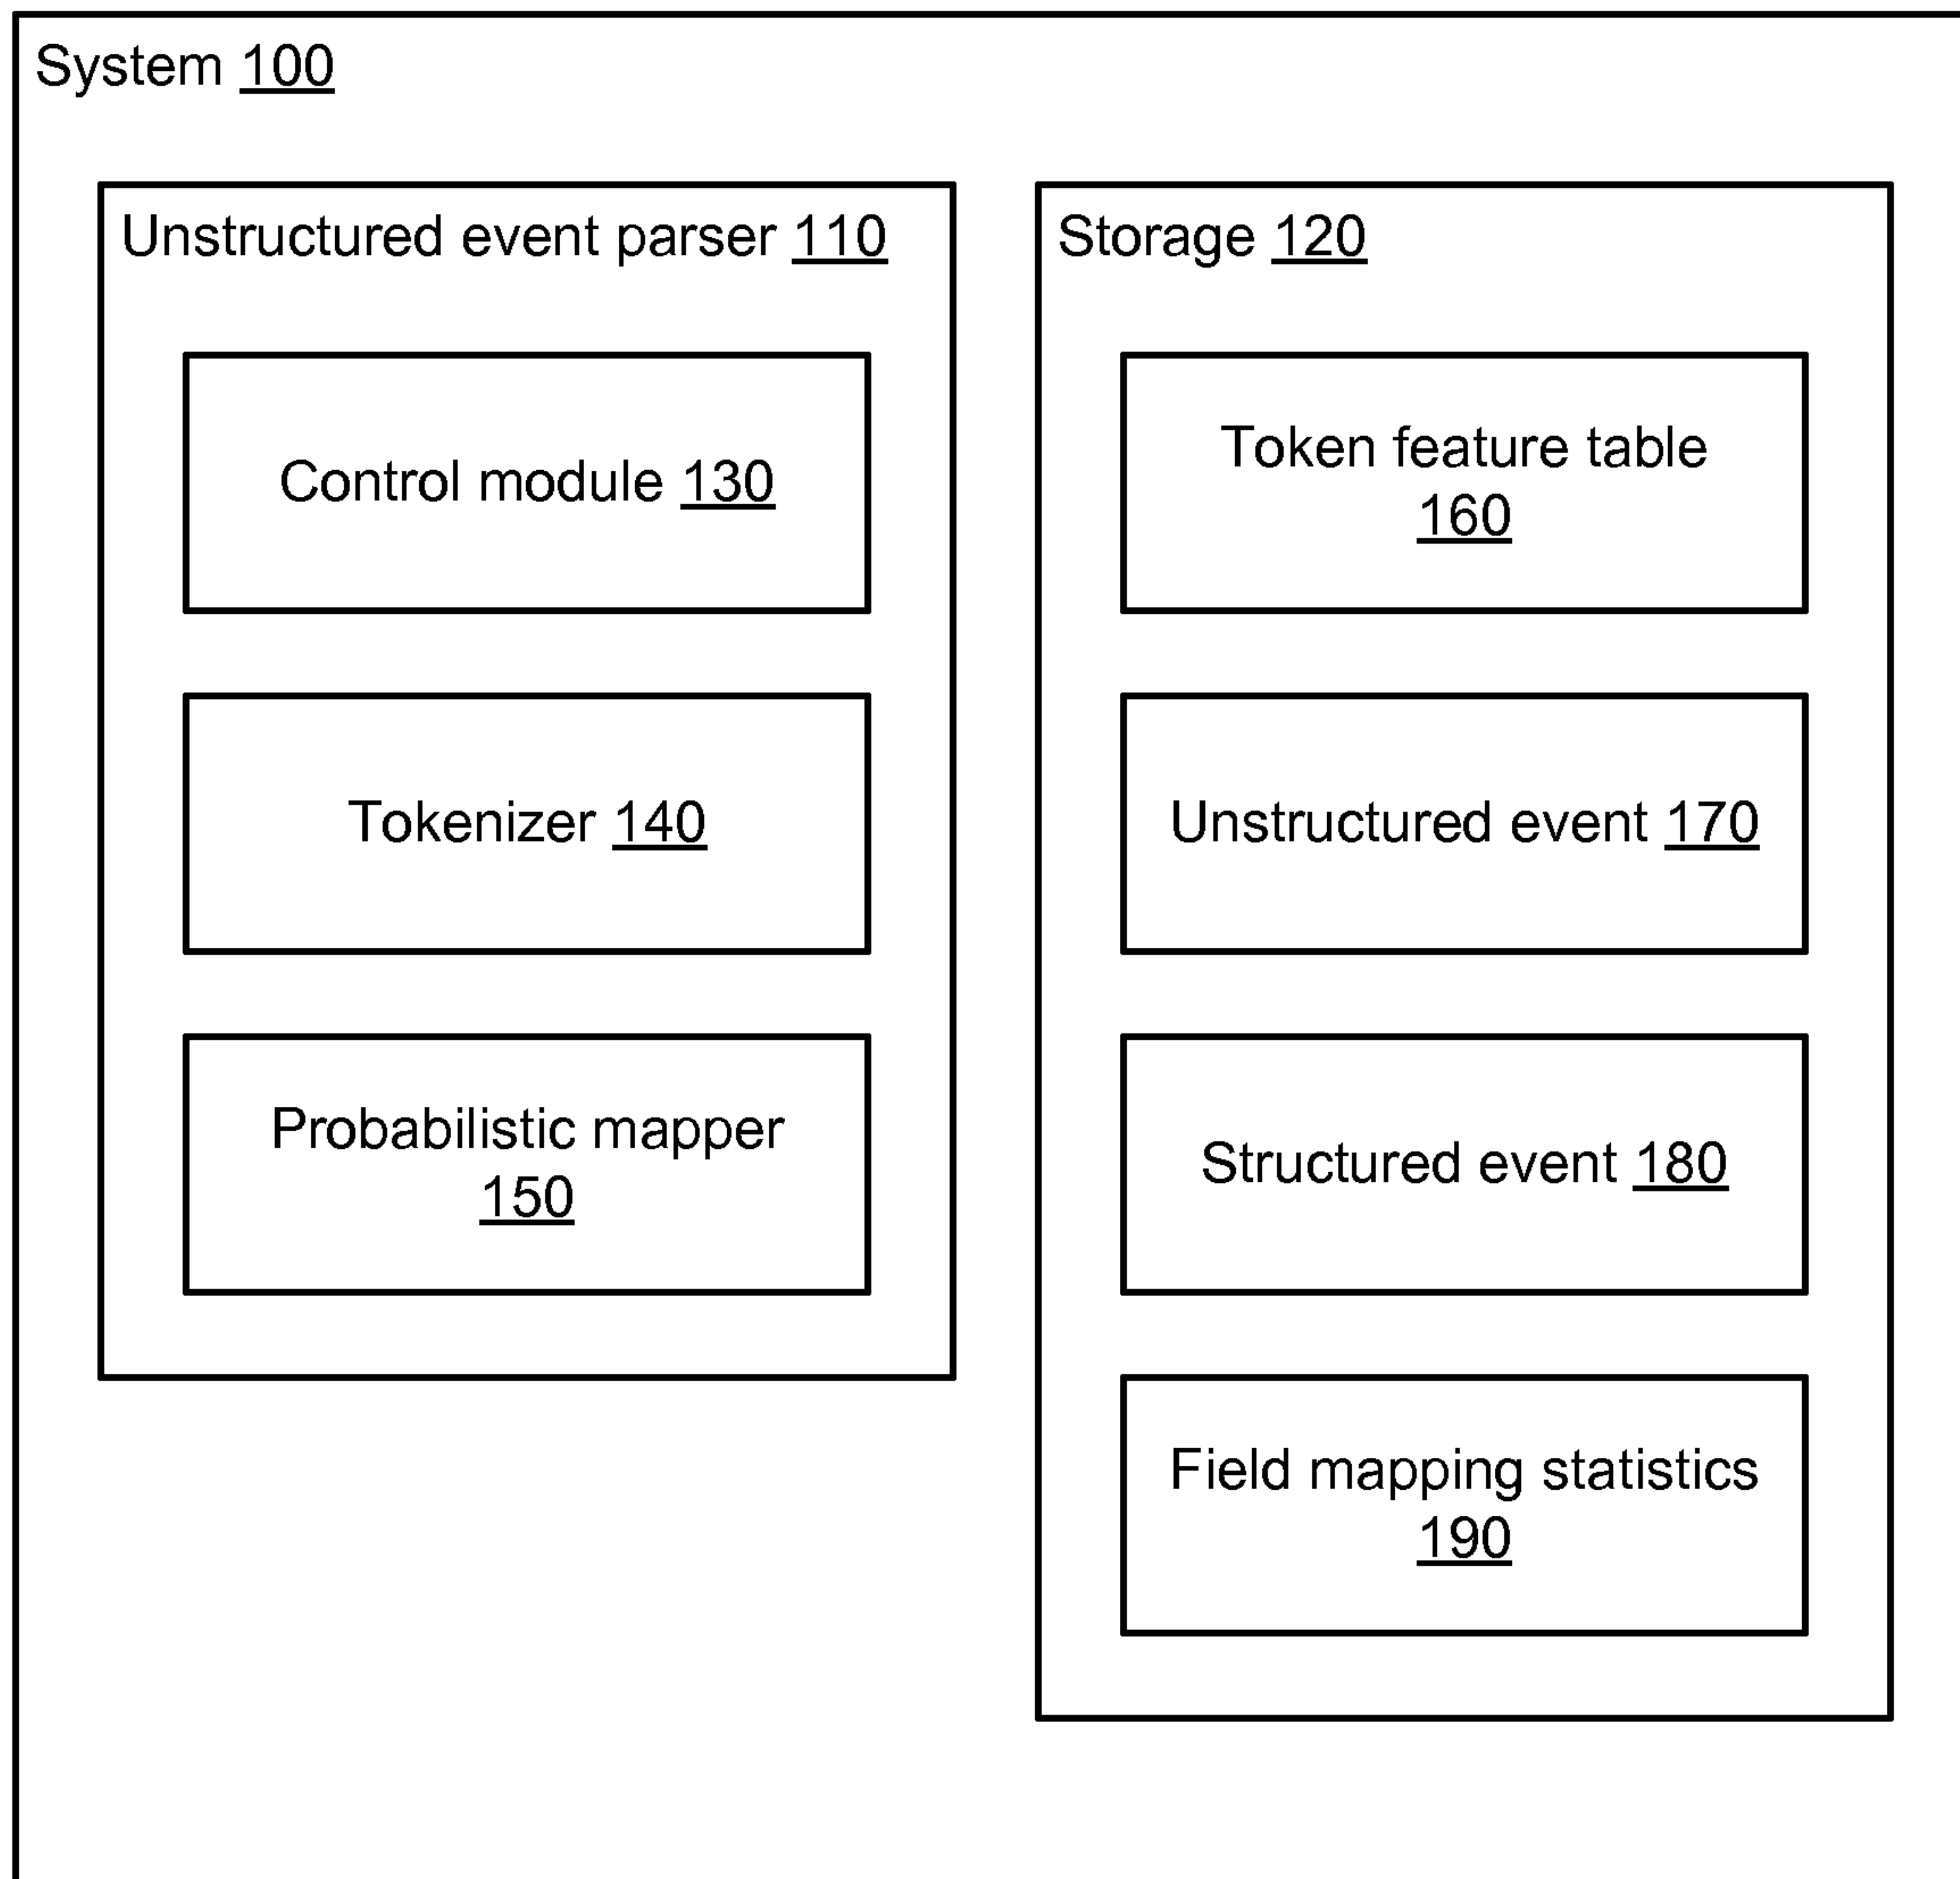 System 100
Unstructured event parser 110
Control module 130
Tokenizer 140
Probabilistic mapper
150
Storage 120
Token feature table
160
Unstructured event 170
Structured event 180
Field mapping statistics
190